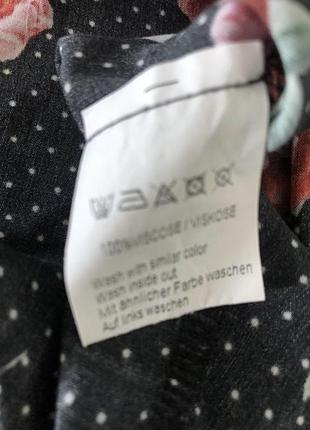 100%VISCOSE / VISKOSE
Wash with similar color
Wash inside out
Mit ähnlicher Farbe waschen
Auf links waschen